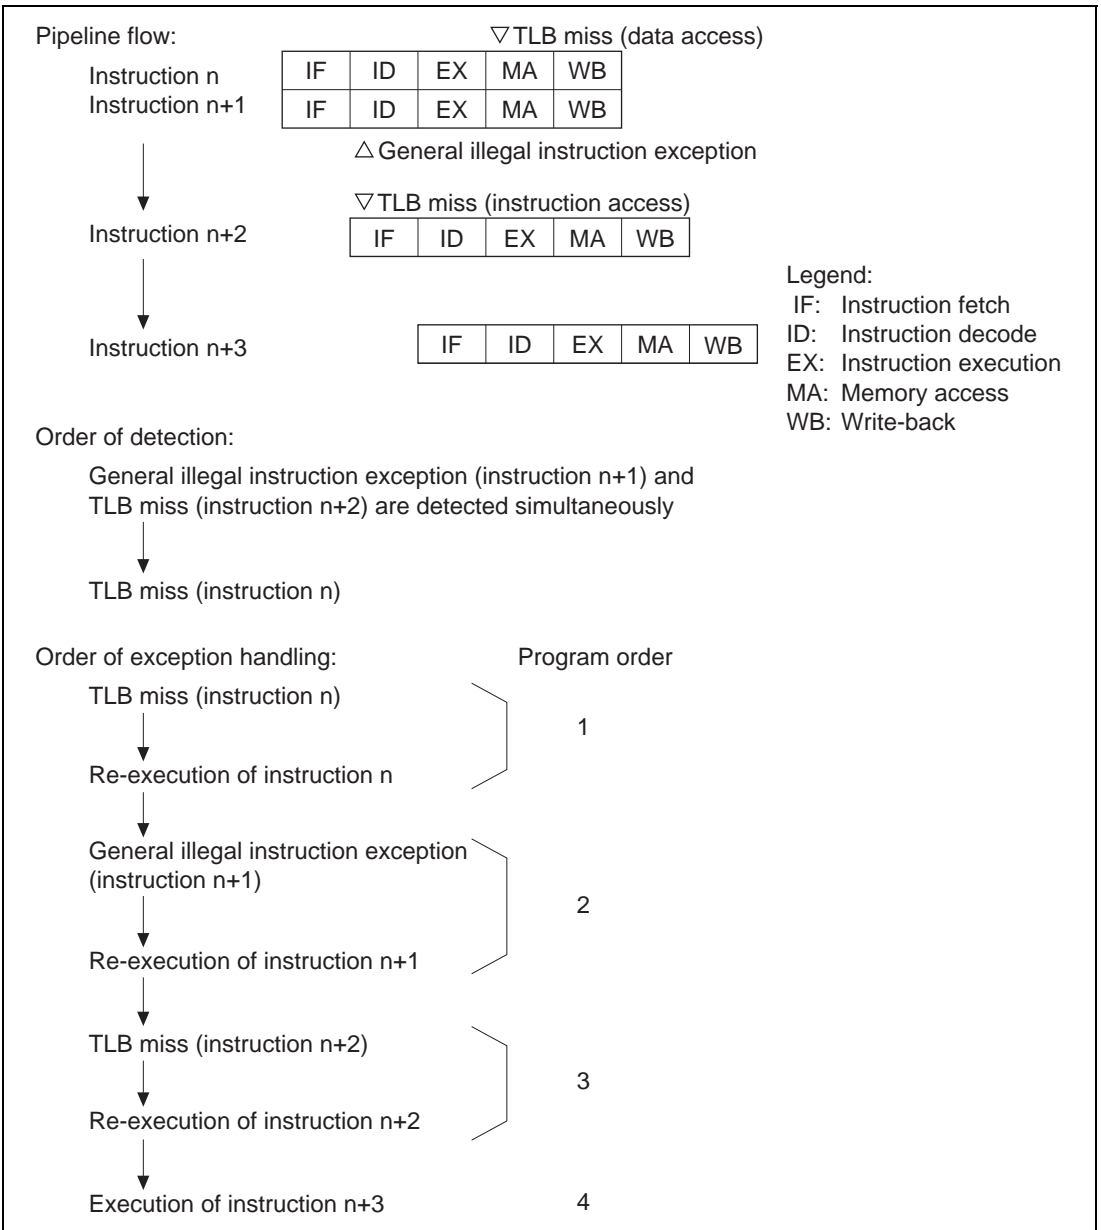 Pipeline flow:
▽TLB miss (data access)
Instruction n IF ID EX MA WB
Instruction n+1 IF ID EX MA WB
△General illegal instruction exception
▽TLB miss (instruction access)
Instruction n+2 IF ID EX MA WB
Instruction n+3 IF ID EX MA WB
Legend:
IF: Instruction fetch
ID: Instruction decode
EX: Instruction execution
MA: Memory access
WB: Write-back
Order of detection:
General illegal instruction exception (instruction n+1) and
TLB miss (instruction n+2) are detected simultaneously
TLB miss (instruction n)
Order of exception handling: Program order
TLB miss (instruction n)
1
Re-execution of instruction n
General illegal instruction exception
(instruction n+1)
2
Re-execution of instruction n+1
TLB miss (instruction n+2)
3
Re-execution of instruction n+2
Execution of instruction n+3 4